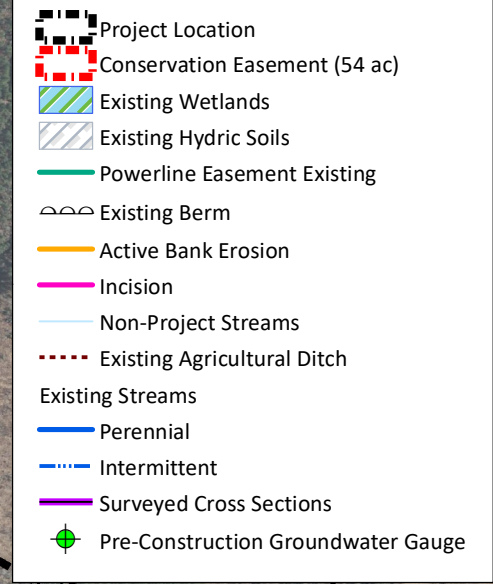 Project Location
Conservation Easement (54 ac)
Existing Wetlands
Existing Hydric Soils
Powerline Easement Existing
Existing Berm
Active Bank Erosion
Incision
Non-Project Streams
Existing Agricultural Ditch
Existing Streams
Perennial
Intermittent
Surveyed Cross Sections
Pre-Construction Groundwater Gauge